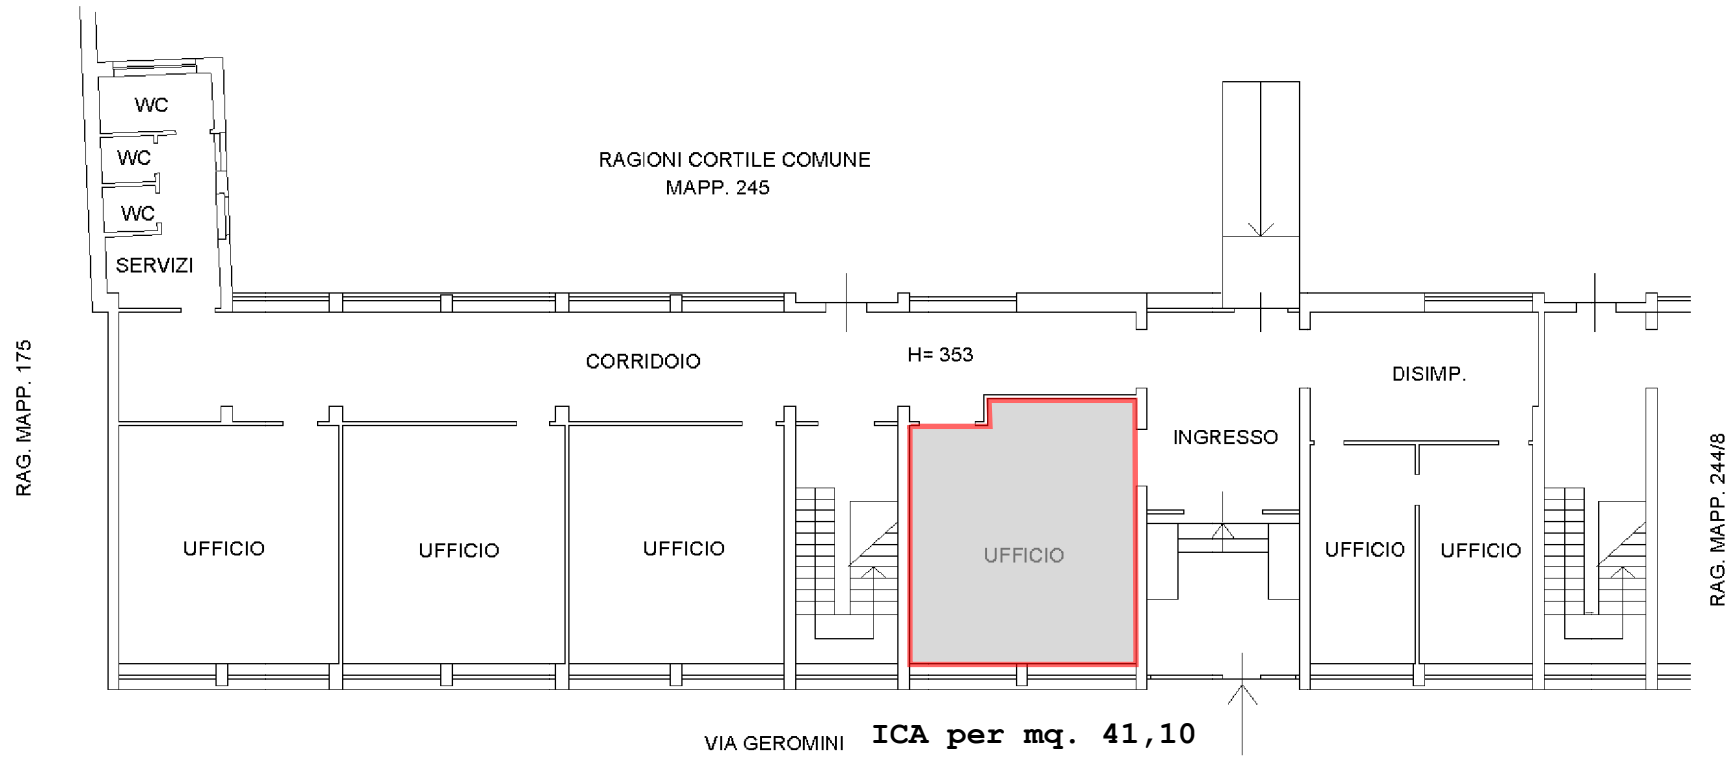 WC
WC
WC
SERVIZI
RAGIONI CORTILE COMUNE
MAPP. 245
RAG. MAPP. 175
CORRIDOIO
H= 353
DISIMP.
INGRESSO
RAG. MAPP. 244/8
UFFICIO
UFFICIO
UFFICIO
UFFICIO
UFFICIO
UFFICIO
VIA GEROMINI
ICA per mq. 41,10